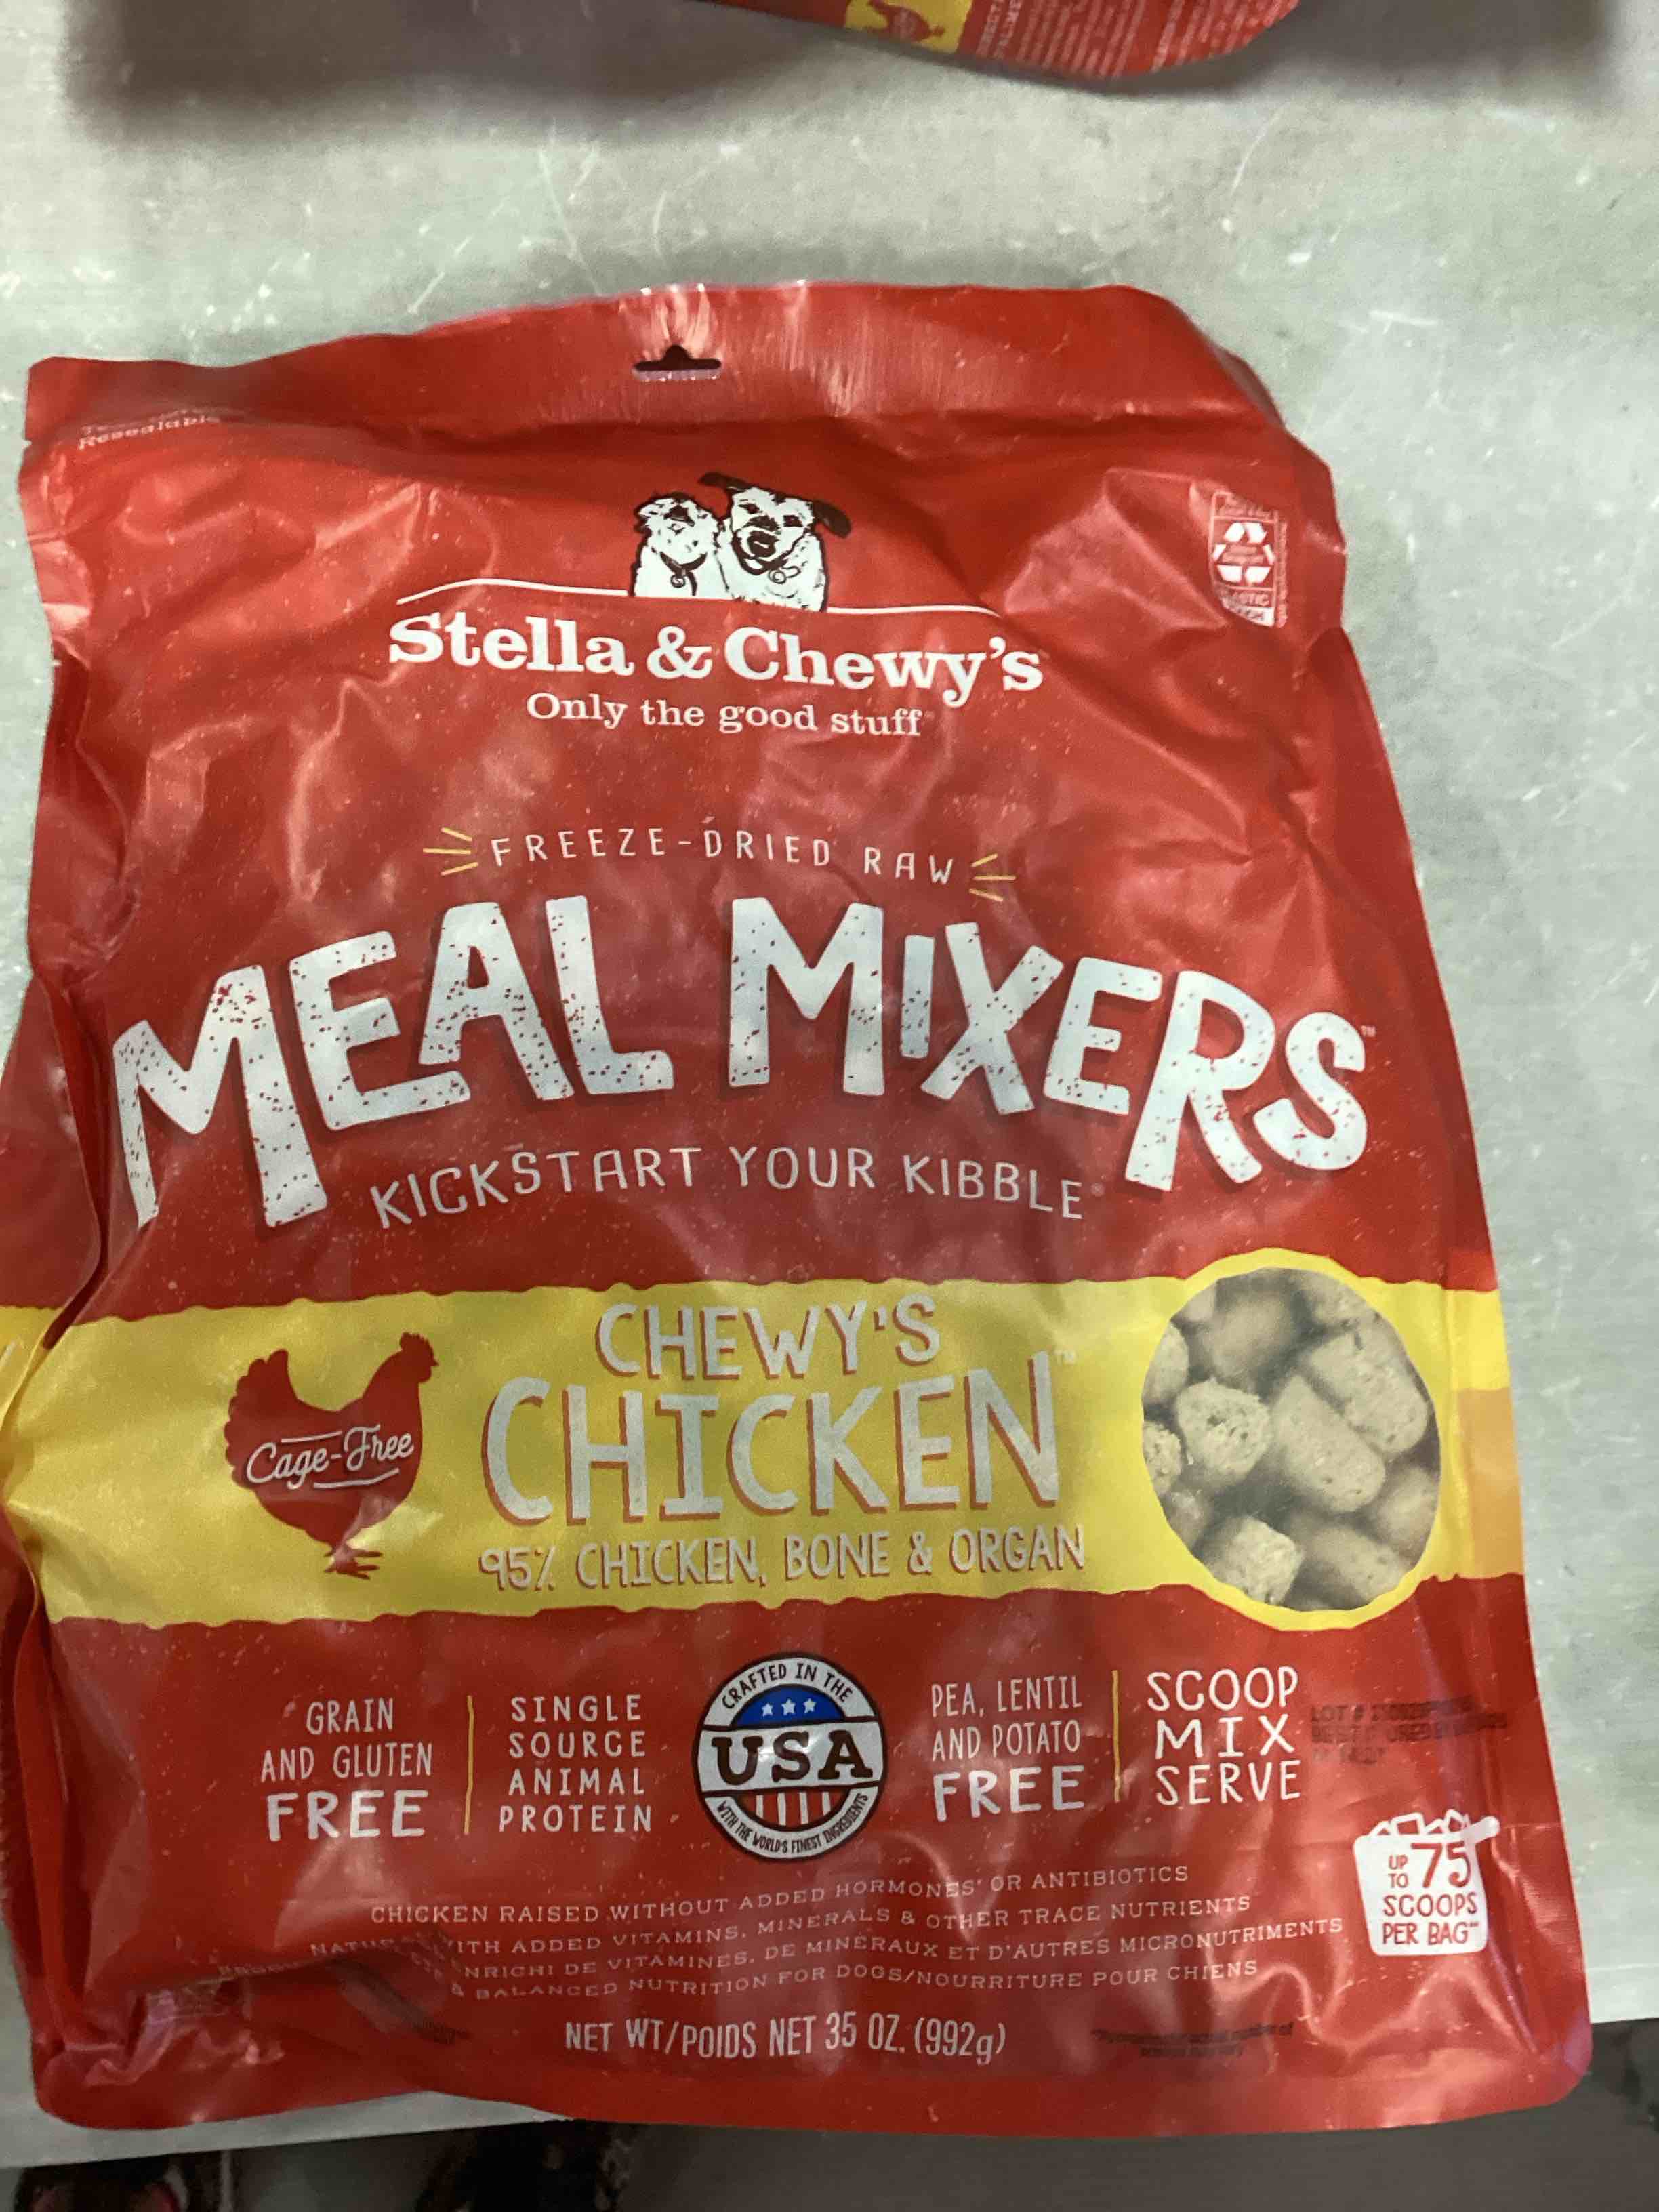 Resealable
Stella & Chewy's
Only the good stuff
FREEZE-DRIED RAW
MEAL MIXERS™
KICKSTART YOUR KIBBLE®
CHEWY'S
CHICKEN™
Cage-Free
95% CHICKEN, BONE & ORGAN
GRAIN
AND GLUTEN
FREE
SINGLE
SOURCE
ANIMAL
PROTEIN
CRAFTED IN THE
USA
WITH THE WORLD'S FINEST INGREDIENTS
PEA, LENTIL
AND POTATO
FREE
SCOOP
MIX
SERVE
LOT #
UP TO 75
SCOOPS
PER BAG**
CHICKEN RAISED WITHOUT ADDED HORMONES* OR ANTIBIOTICS
WITH ADDED VITAMINS, MINERALS & OTHER TRACE NUTRIENTS
ENRICHI DE VITAMINES, DE MINÉRAUX ET D'AUTRES MICRONUTRIMENTS
& BALANCED NUTRITION FOR DOGS/NOURRITURE POUR CHIENS
NET WT/POIDS NET 35 OZ. (992g)